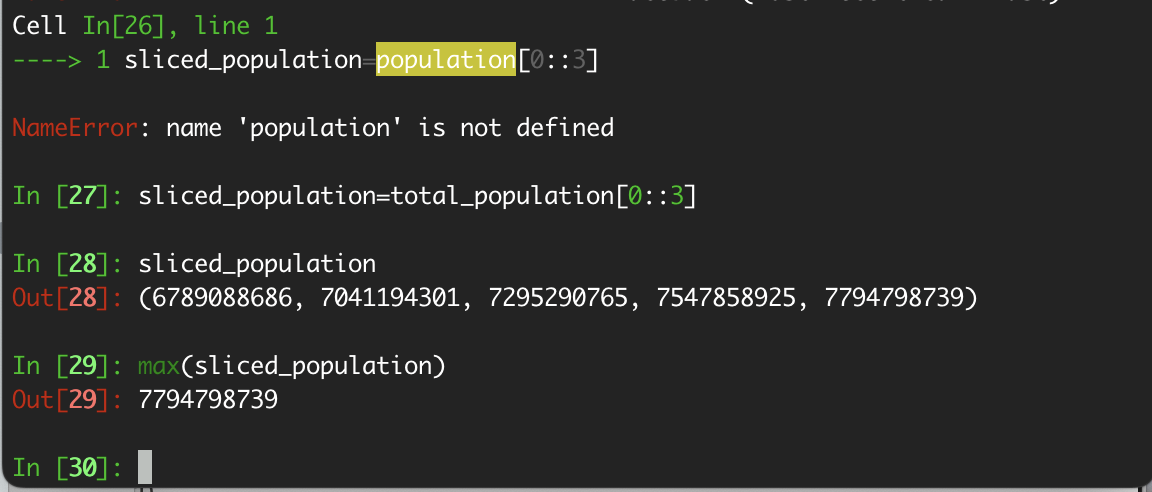 Cell In[26], line 1
----> 1 sliced_population=population[0::3]
NameError: name 'population' is not defined
In [27]: sliced_population=total_population[0::3]
In [28]: sliced_population
Out[28]: (6789088686, 7041194301, 7295290765, 7547858925, 7794798739)
In [29]: max(sliced_population)
Out[29]: 7794798739
In [30]: